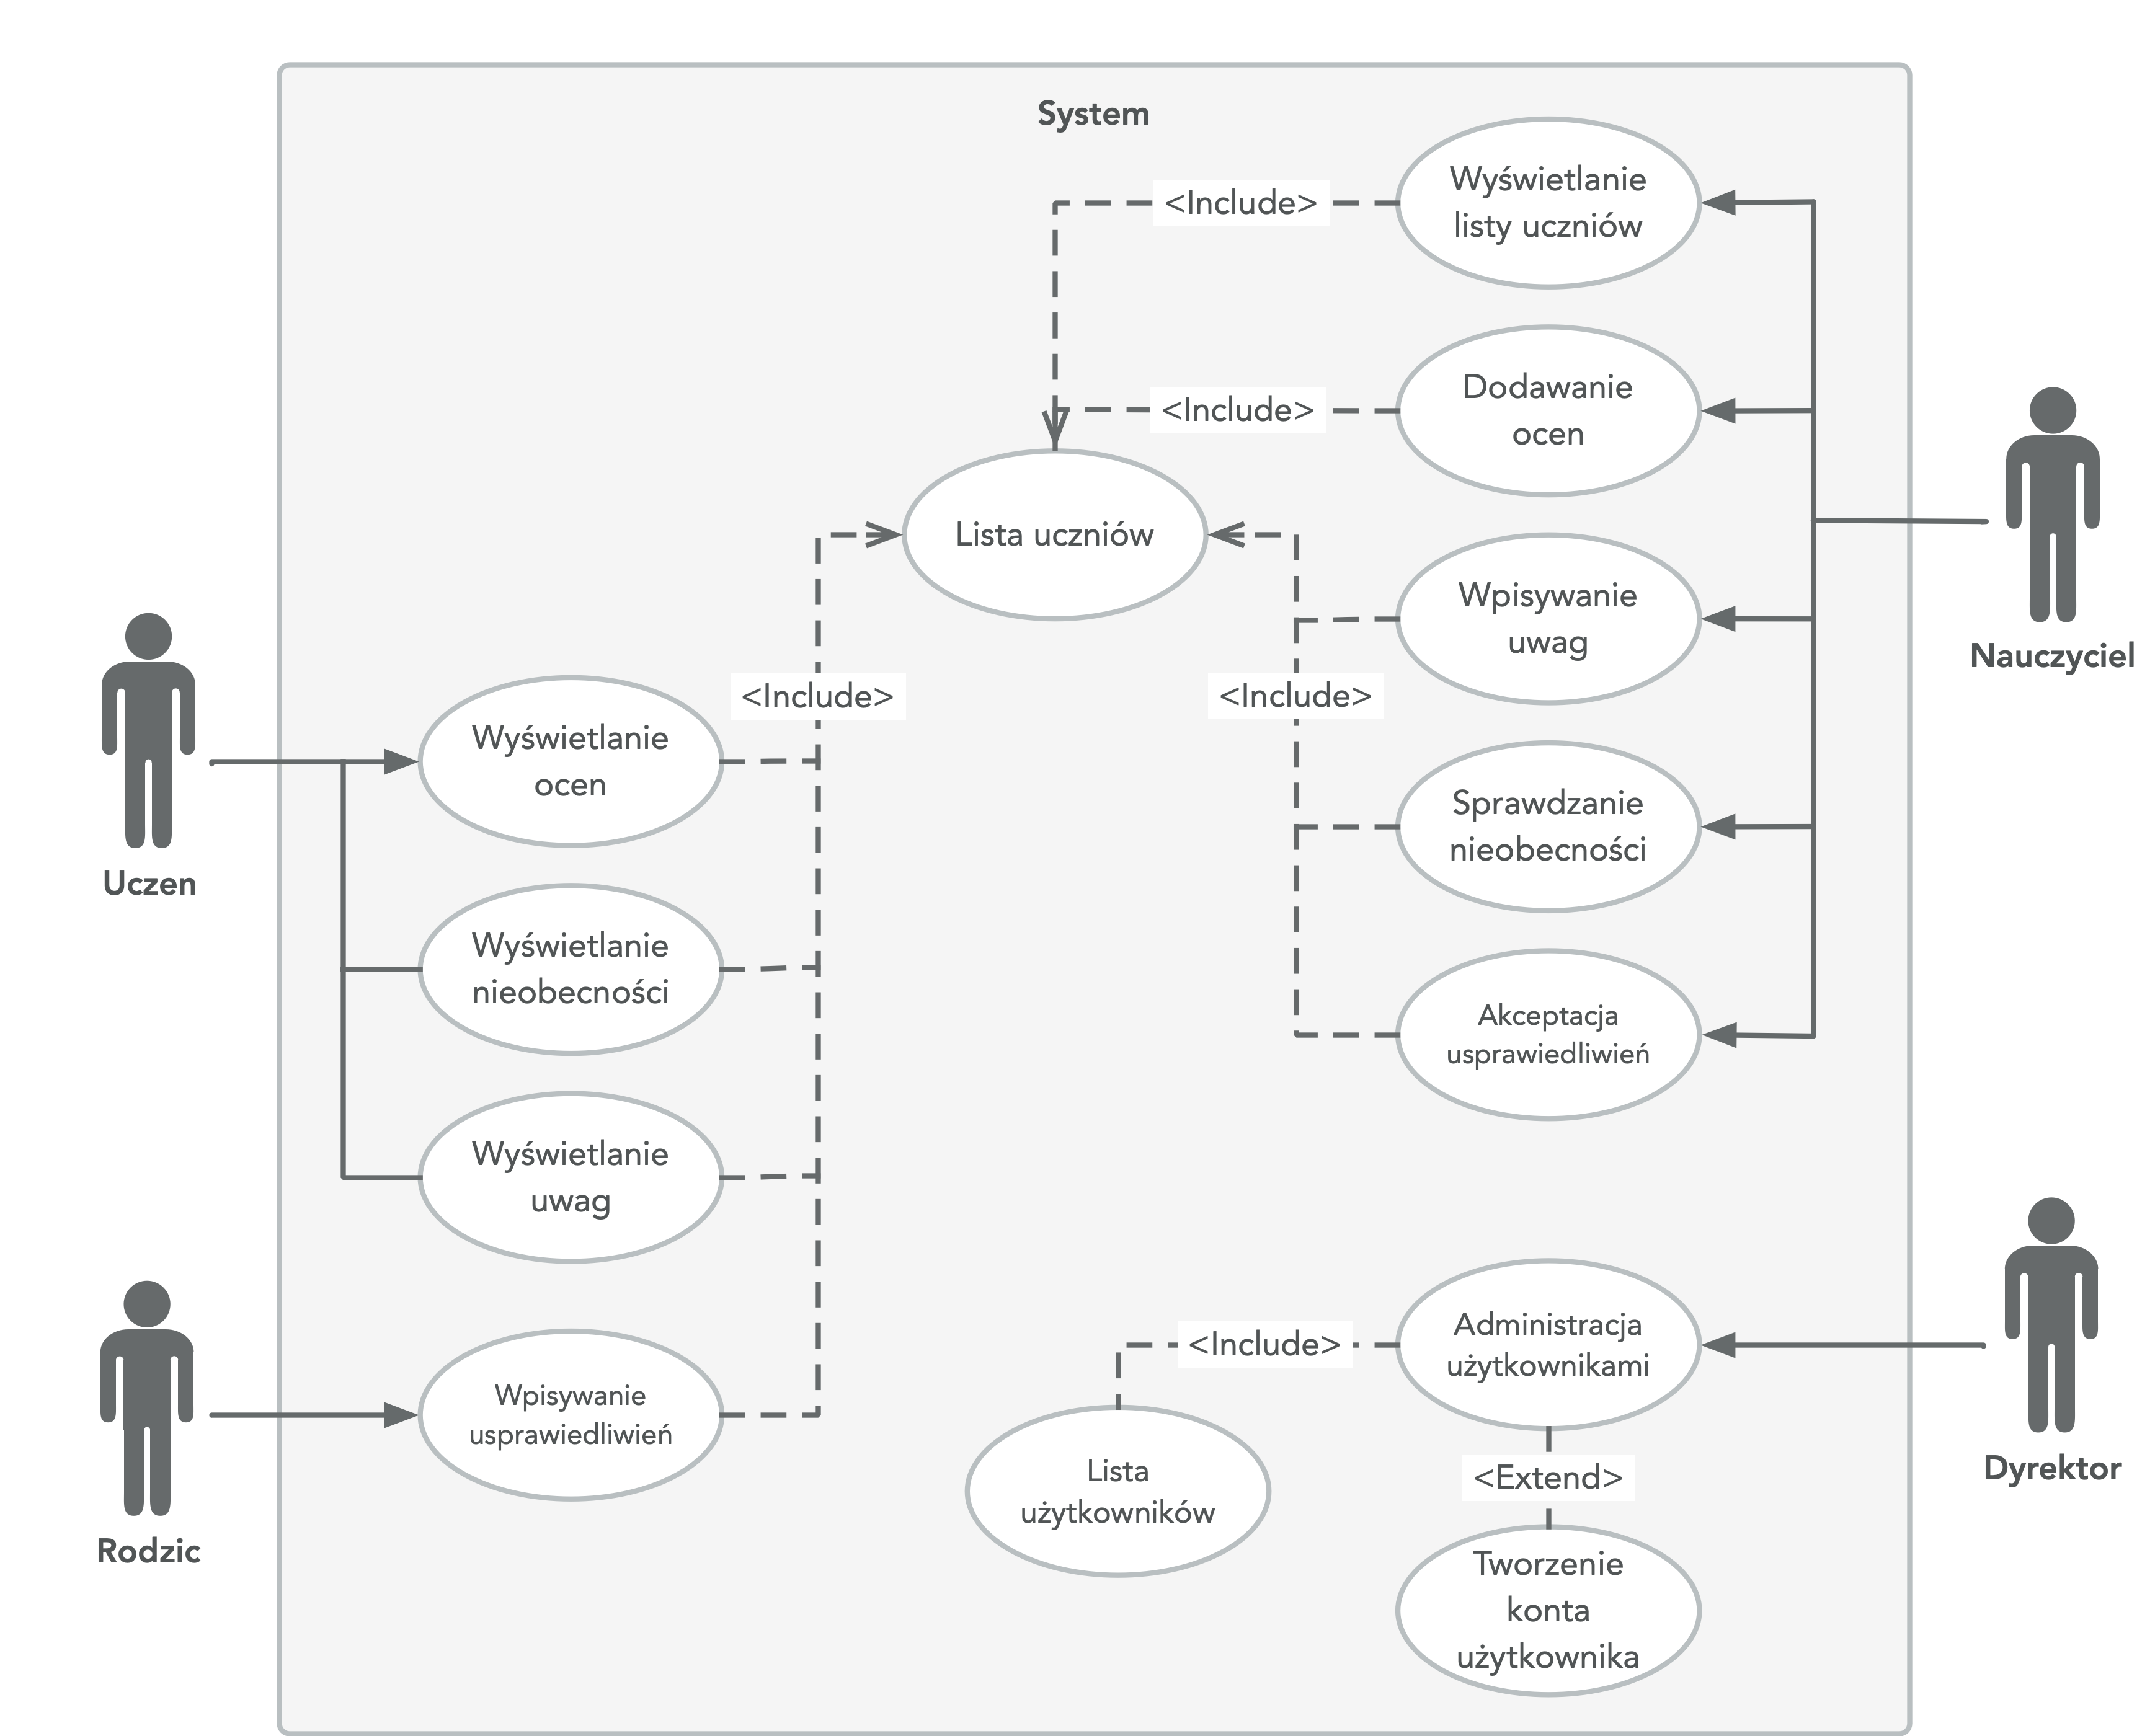 System
Wyświetlanie
listy uczniów
<Include>
Dodawanie
ocen
<Include>
Lista uczniów
Wpisywanie
uwag
<Include>
Sprawdzanie
nieobecności
Akceptacja
usprawiedliwień
Nauczyciel
Uczen
Wyświetlanie
ocen
<Include>
Wyświetlanie
nieobecności
Wyświetlanie
uwag
Rodzic
Wpisywanie
usprawiedliwień
Administracja
użytkownikami
<Include>
Lista
użytkowników
<Extend>
Tworzenie
konta
użytkownika
Dyrektor